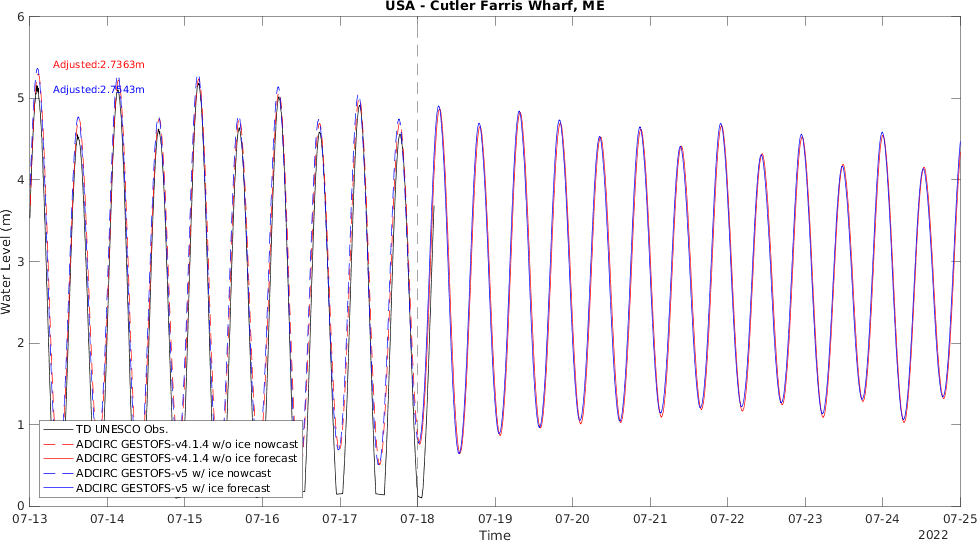 USA - Cutler Farris Wharf, ME
6
Adjusted:2.7363m
Adjusted:2.7543m
5
4
3
2
1
0
Water Level (m)
TD UNESCO Obs.
ADCIRC GESTOFS-v4.1.4 w/o ice nowcast
ADCIRC GESTOFS-v4.1.4 w/o ice forecast
ADCIRC GESTOFS-v5 w/ ice nowcast
ADCIRC GESTOFS-v5 w/ ice forecast
07-13 07-14 07-15 07-16 07-17 07-18 07-19 07-20 07-21 07-22 07-23 07-24 07-25
Time 2022